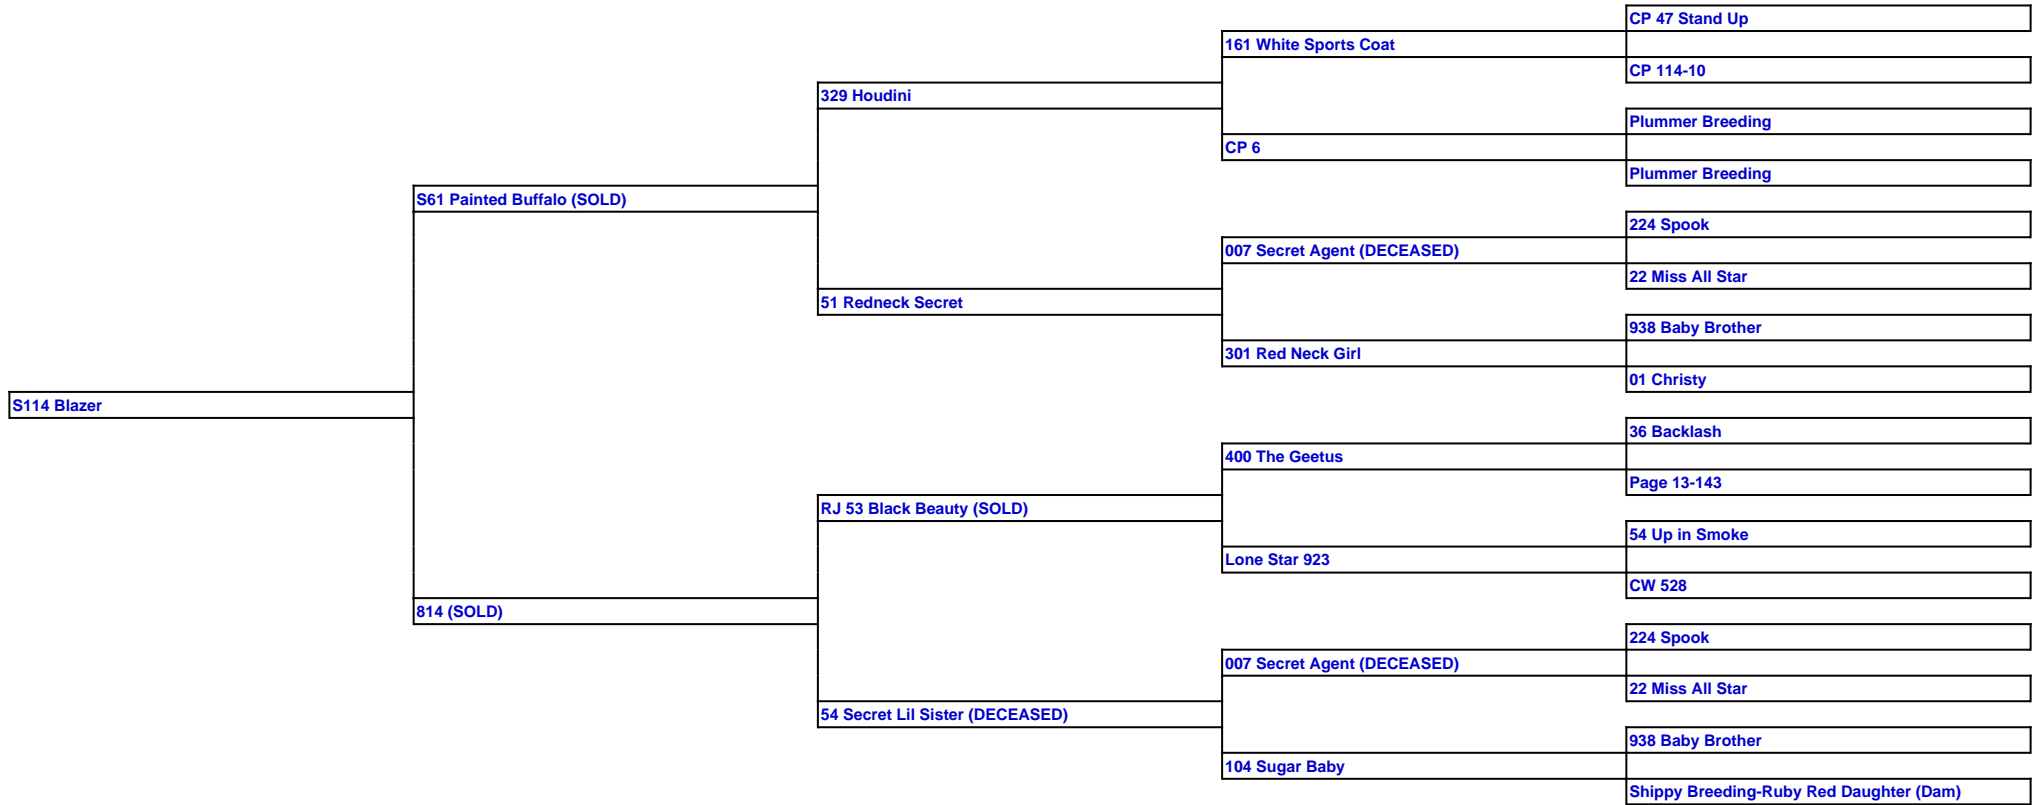 CP 47 Stand Up
161 White Sports Coat
CP 114-10
329 Houdini
Plummer Breeding
CP 6
Plummer Breeding
S61 Painted Buffalo (SOLD)
224 Spook
007 Secret Agent (DECEASED)
22 Miss All Star
51 Redneck Secret
938 Baby Brother
301 Red Neck Girl
01 Christy
S114 Blazer
36 Backlash
400 The Geetus
Page 13-143
RJ 53 Black Beauty (SOLD)
54 Up in Smoke
Lone Star 923
CW 528
814 (SOLD)
224 Spook
007 Secret Agent (DECEASED)
22 Miss All Star
54 Secret Lil Sister (DECEASED)
938 Baby Brother
104 Sugar Baby
Shippy Breeding-Ruby Red Daughter (Dam)